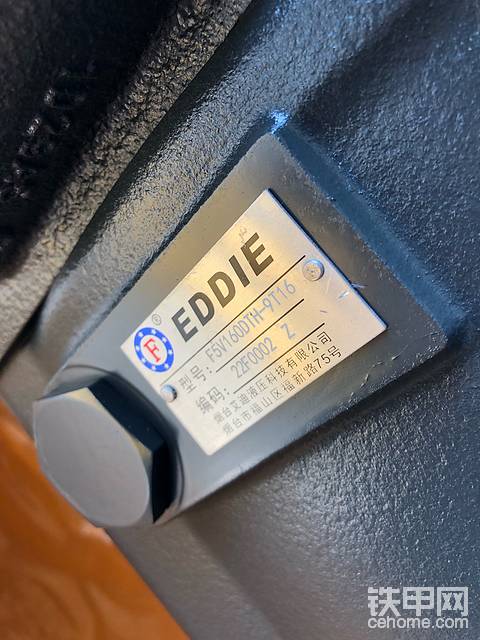 F ® EDDIE
型号: F5V160DTH-9T16
编码: 22F0002 Z
烟台艾迪液压科技有限公司
烟台市福山区福新路75号
铁甲网
cehome.com